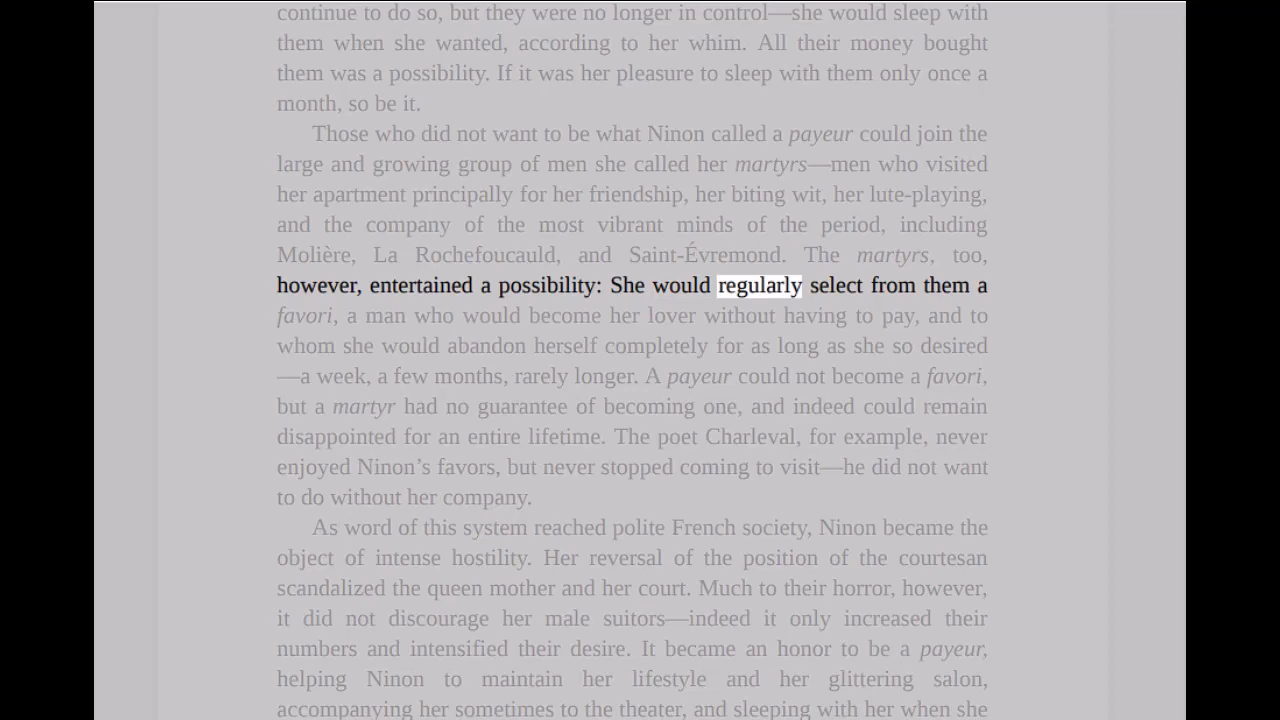 continue to do so, but they were no longer in control—she would sleep with
them when she wanted, according to her whim. All their money bought
them was a possibility. If it was her pleasure to sleep with them only once a
month, so be it.
Those who did not want to be what Ninon called a payeur could join the
large and growing group of men she called her martyrs—men who visited
her apartment principally for her friendship, her biting wit, her lute-playing,
and the company of the most vibrant minds of the period, including
Molière, La Rochefoucauld, and Saint-Évremond. The martyrs, too,
however, entertained a possibility: She would regularly select from them a
favori, a man who would become her lover without having to pay, and to
whom she would abandon herself completely for as long as she so desired
—a week, a few months, rarely longer. A payeur could not become a favori,
but a martyr had no guarantee of becoming one, and indeed could remain
disappointed for an entire lifetime. The poet Charleval, for example, never
enjoyed Ninon’s favors, but never stopped coming to visit—he did not want
to do without her company.
As word of this system reached polite French society, Ninon became the
object of intense hostility. Her reversal of the position of the courtesan
scandalized the queen mother and her court. Much to their horror, however,
it did not discourage her male suitors—indeed it only increased their
numbers and intensified their desire. It became an honor to be a payeur,
helping Ninon to maintain her lifestyle and her glittering salon,
accompanying her sometimes to the theater, and sleeping with her when she